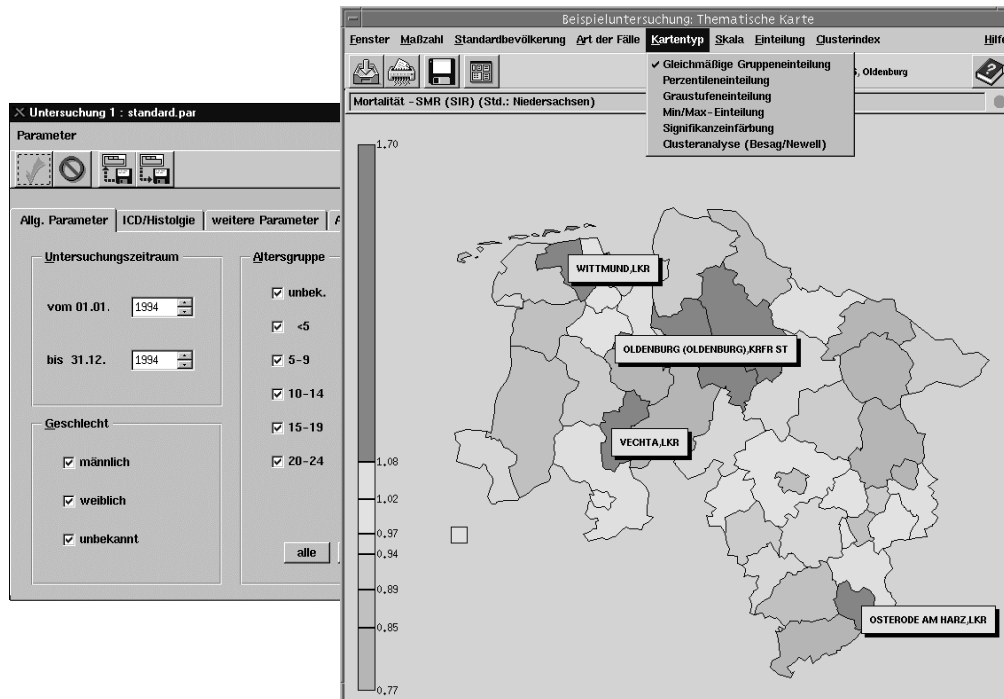 Beispieluntersuchung: Thematische Karte
Fenster Maßzahl Standardbevölkerung Art der Fälle Kartentyp Skala Einteilung Clusterindex Hilfe
Gleichmäßige Gruppeneinteilung
Perzentileneinteilung
Graustufeneinteilung
Min/Max-Einteilung
Signifikanzeinfärbung
Clusteranalyse (Besag/Newell)
, Oldenburg
Mortalität - SMR (SIR) (Std.: Niedersachsen)
1,70
1,08
1,02
0,97
0,94
0,89
0,85
0,77
WITTMUND,LKR
OLDENBURG (OLDENBURG),KRFR ST
VECHTA,LKR
OSTERODE AM HARZ,LKR
Untersuchung 1 : standard.par
Parameter
Allg. Parameter ICD/Histolgie weitere Parameter A
Untersuchungszeitraum
vom 01.01. 1994
bis 31.12. 1994
Geschlecht
männlich
weiblich
unbekannt
Altersgruppe
unbek.
<5
5-9
10-14
15-19
20-24
alle